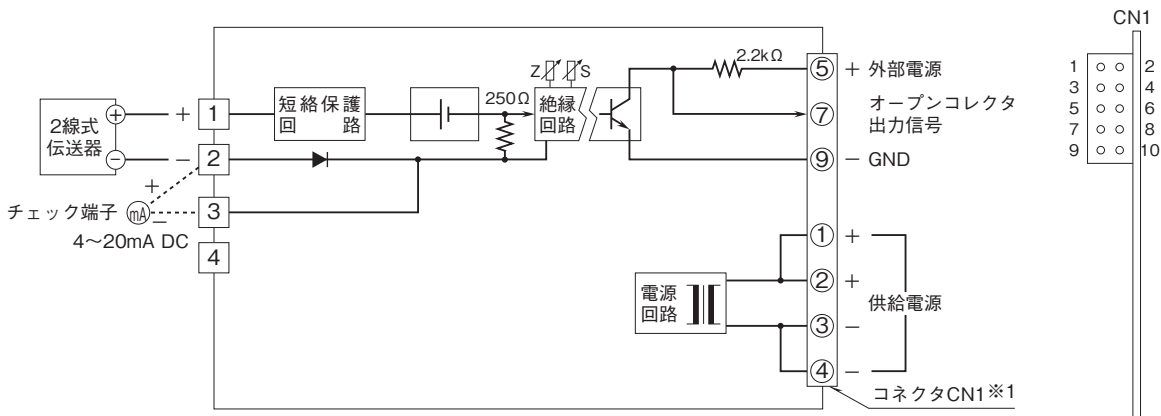 CN1
2.2kΩ
⑤ + 外部電源
1 2
Z S
3 4
250Ω
オープンコレクタ
出力信号
⑦
5 6
2線式
伝送器
+
−
+ 1
短絡保護
回 路
絶縁
回路
7 8
9 10
− 2
⑨ − GND
+
チェック端子
mA
−
3
4~20mA DC
4
① +
② +
電源
回路
供給電源
③ −
④ −
コネクタCN1※1